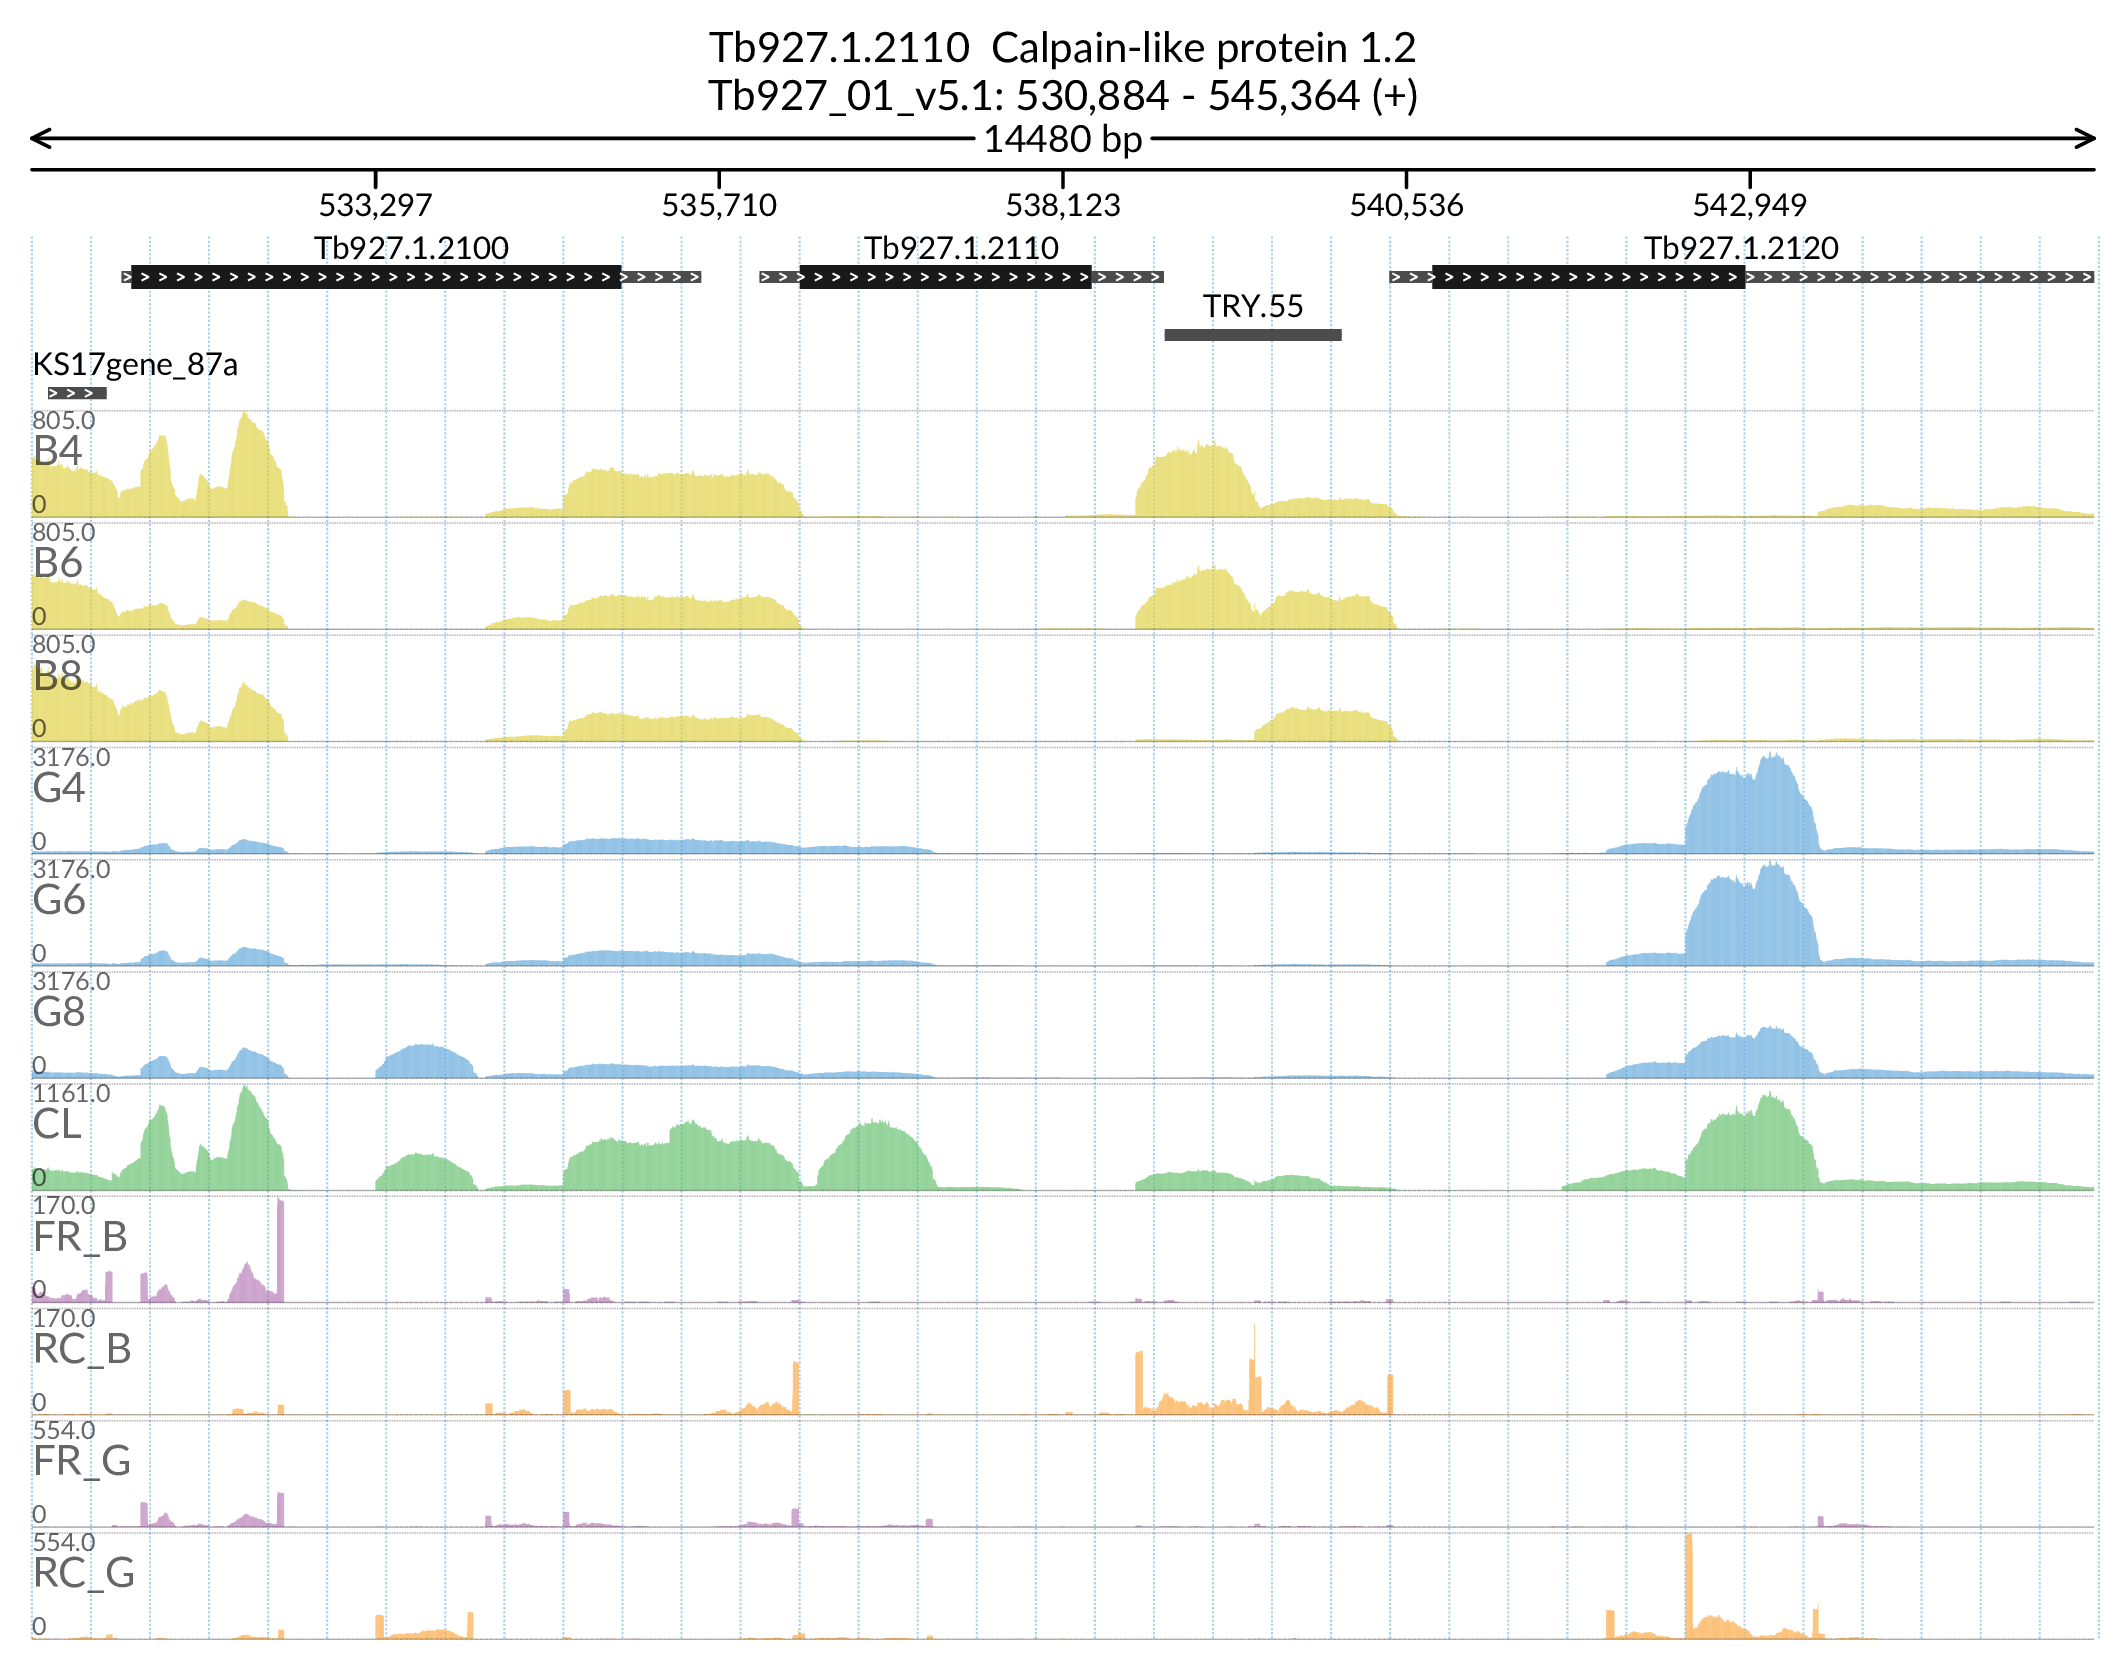 Tb927.1.2110  Calpain-like protein 1.2
Tb927_01_v5.1: 530,884 - 545,364 (+)
14480 bp
533,297 535,710 538,123 540,536 542,949
Tb927.1.2100 Tb927.1.2110 Tb927.1.2120
TRY.55
KS17gene_87a
805.0
B4
0
805.0
B6
0
805.0
B8
0
3176.0
G4
0
3176.0
G6
0
3176.0
G8
0
1161.0
CL
0
170.0
FR_B
0
170.0
RC_B
0
554.0
FR_G
0
554.0
RC_G
0